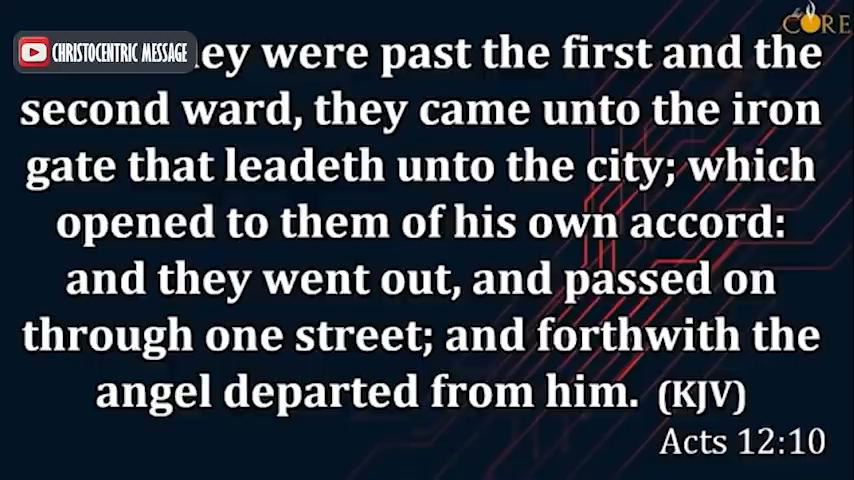 CHRISTOCENTRIC MESSAGE
CORE
were past the first and the
second ward, they came unto the iron
gate that leadeth unto the city; which
opened to them of his own accord:
and they went out, and passed on
through one street; and forthwith the
angel departed from him. (KJV)
Acts 12:10